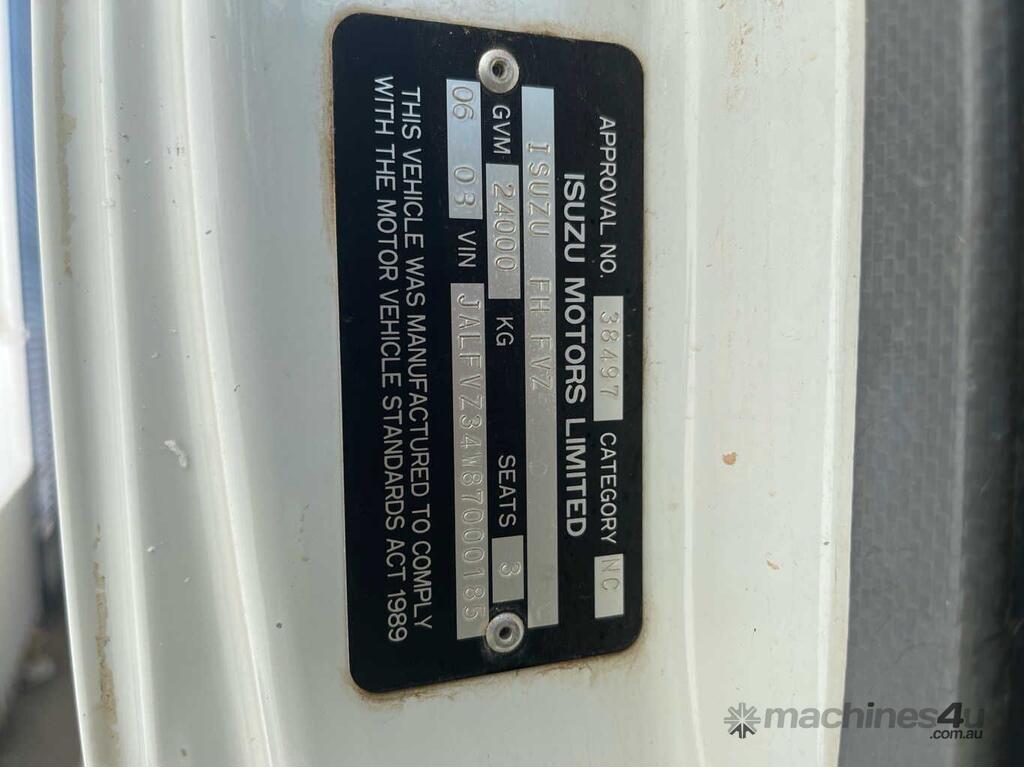 APPROVAL NO. 38497 CATEGORY NC
ISUZU MOTORS LIMITED
ISUZU FH FVZ
GVM 24000 KG SEATS 3
06 03 VIN JALFVZ34W87000185
THIS VEHICLE WAS MANUFACTURED TO COMPLY
WITH THE MOTOR VEHICLE STANDARDS ACT 1989
machines4u
.com.au